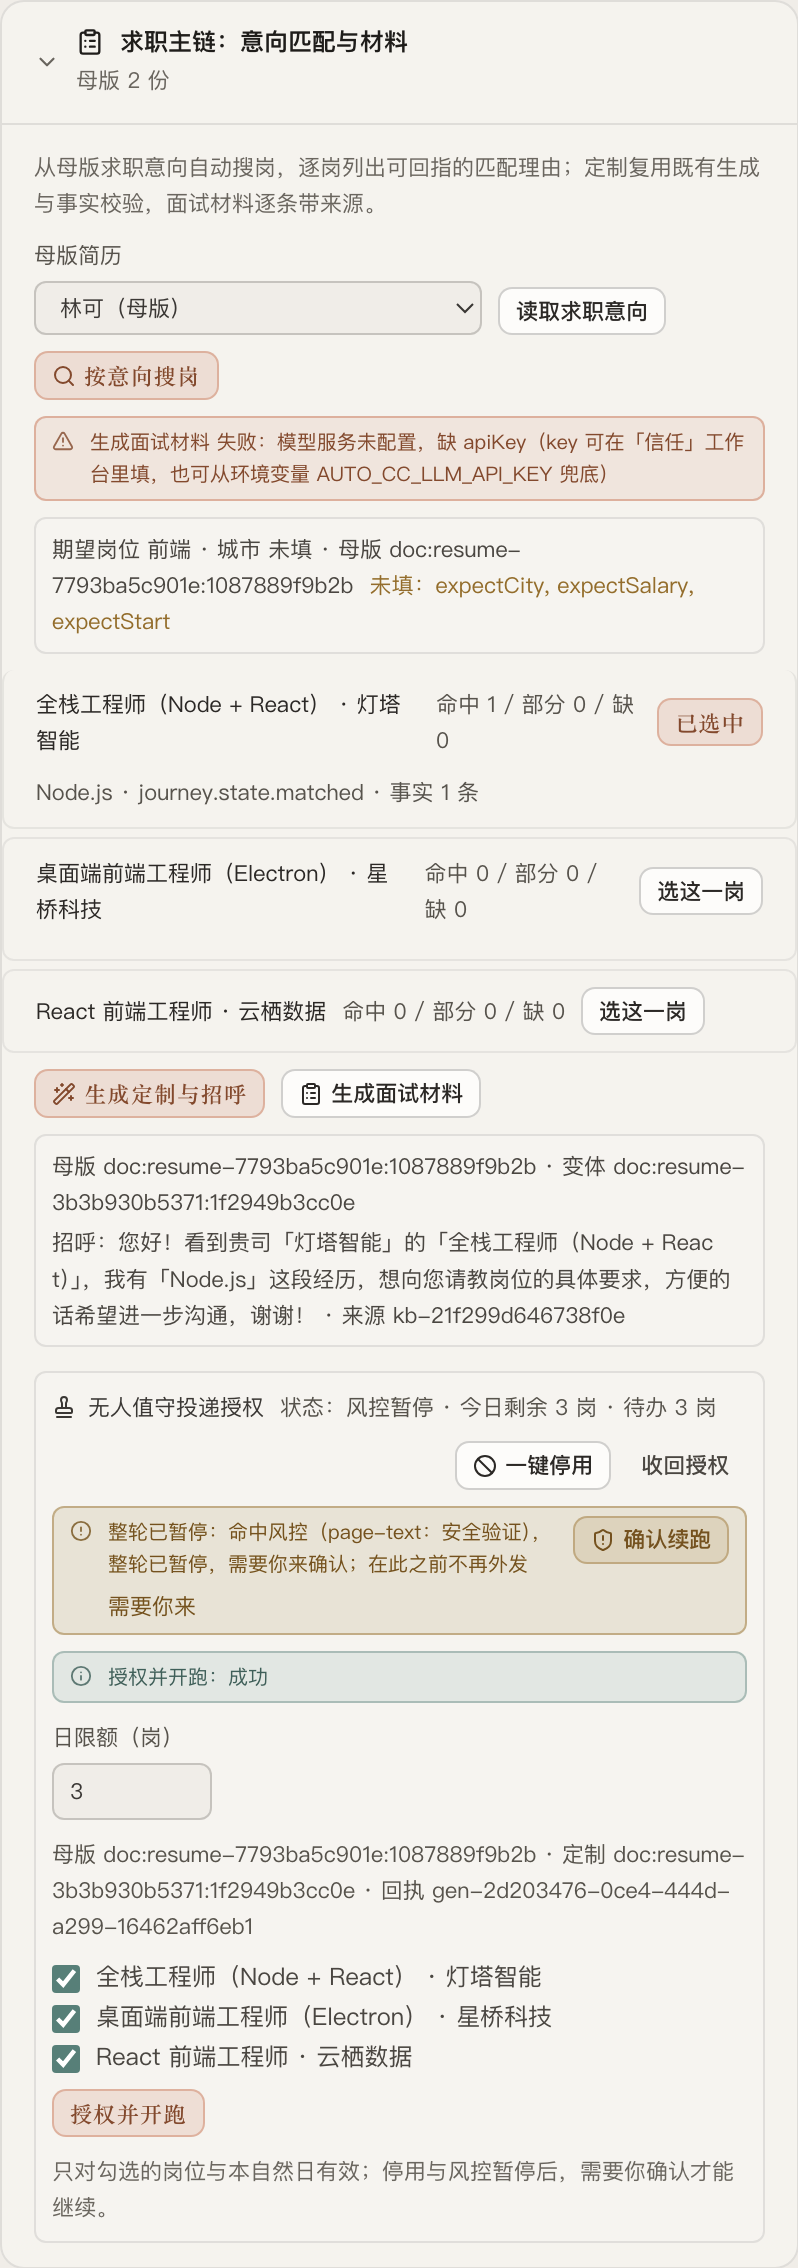 求职主链：意向匹配与材料
母版 2 份
从母版求职意向自动搜岗，逐岗列出可回指的匹配理由；定制复用既有生成
与事实校验，面试材料逐条带来源。
母版简历
林可（母版）
读取求职意向
按意向搜岗
生成面试材料 失败：模型服务未配置，缺 apiKey（key 可在「信任」工作
台里填，也可从环境变量 AUTO_CC_LLM_API_KEY 兜底）
期望岗位 前端 · 城市 未填 · 母版 doc:resume-
7793ba5c901e:1087889f9b2b 未填：expectCity, expectSalary,
expectStart
全栈工程师（Node + React） · 灯塔
智能
命中 1 / 部分 0 / 缺
0
已选中
Node.js · journey.state.matched · 事实 1 条
桌面端前端工程师（Electron） · 星
桥科技
命中 0 / 部分 0 /
缺 0
选这一岗
React 前端工程师 · 云栖数据 命中 0 / 部分 0 / 缺 0 选这一岗
生成定制与招呼
生成面试材料
母版 doc:resume-7793ba5c901e:1087889f9b2b · 变体 doc:resume-
3b3b930b5371:1f2949b3cc0e
招呼：您好！看到贵司「灯塔智能」的「全栈工程师（Node + Reac
t）」，我有「Node.js」这段经历，想向您请教岗位的具体要求，方便的
话希望进一步沟通，谢谢！ · 来源 kb-21f299d646738f0e
无人值守投递授权 状态：风控暂停 · 今日剩余 3 岗 · 待办 3 岗
一键停用
收回授权
整轮已暂停：命中风控（page-text：安全验证），
整轮已暂停，需要你来确认；在此之前不再外发
需要你来
确认续跑
授权并开跑：成功
日限额（岗）
3
母版 doc:resume-7793ba5c901e:1087889f9b2b · 定制 doc:resume-
3b3b930b5371:1f2949b3cc0e · 回执 gen-2d203476-0ce4-444d-
a299-16462aff6eb1
全栈工程师（Node + React） · 灯塔智能
桌面端前端工程师（Electron） · 星桥科技
React 前端工程师 · 云栖数据
授权并开跑
只对勾选的岗位与本自然日有效；停用与风控暂停后，需要你确认才能
继续。